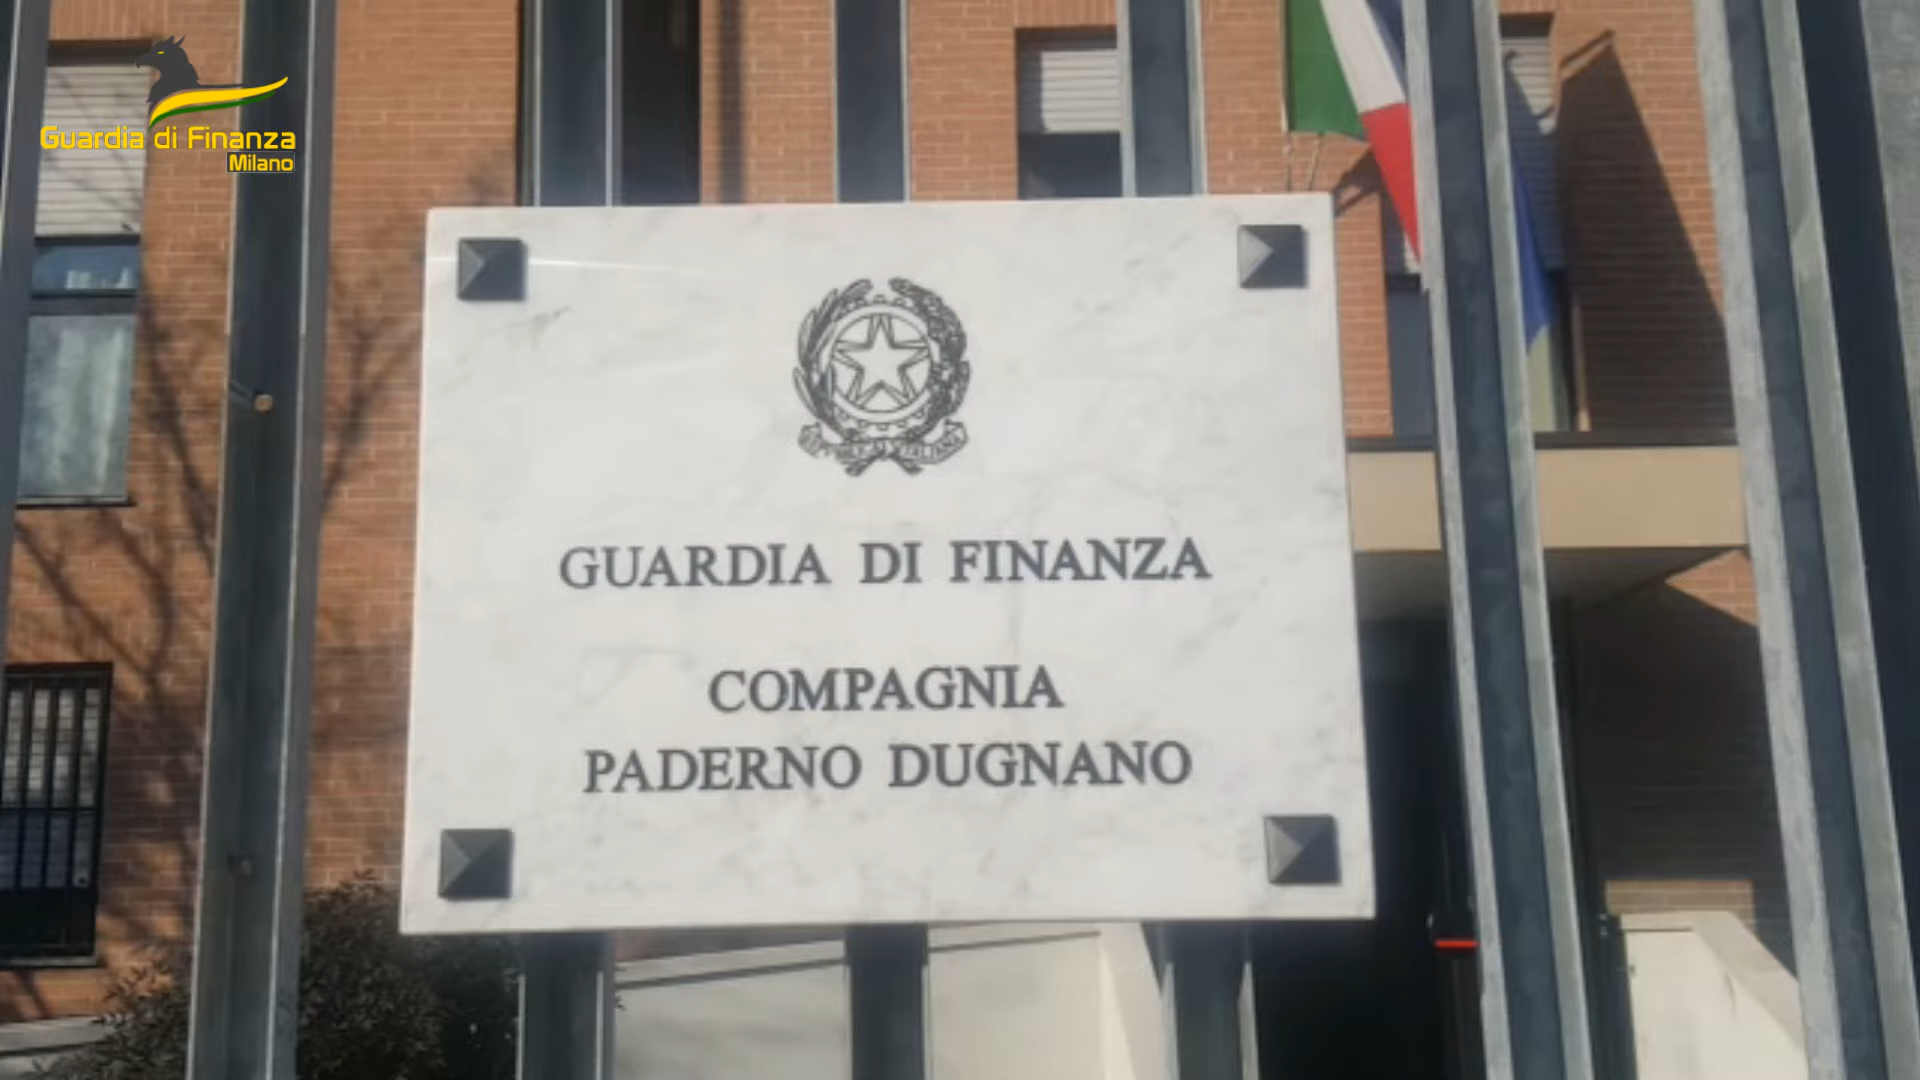 Guardia di Finanza
Milano
GUARDIA DI FINANZA
COMPAGNIA
PADERNO DUGNANO